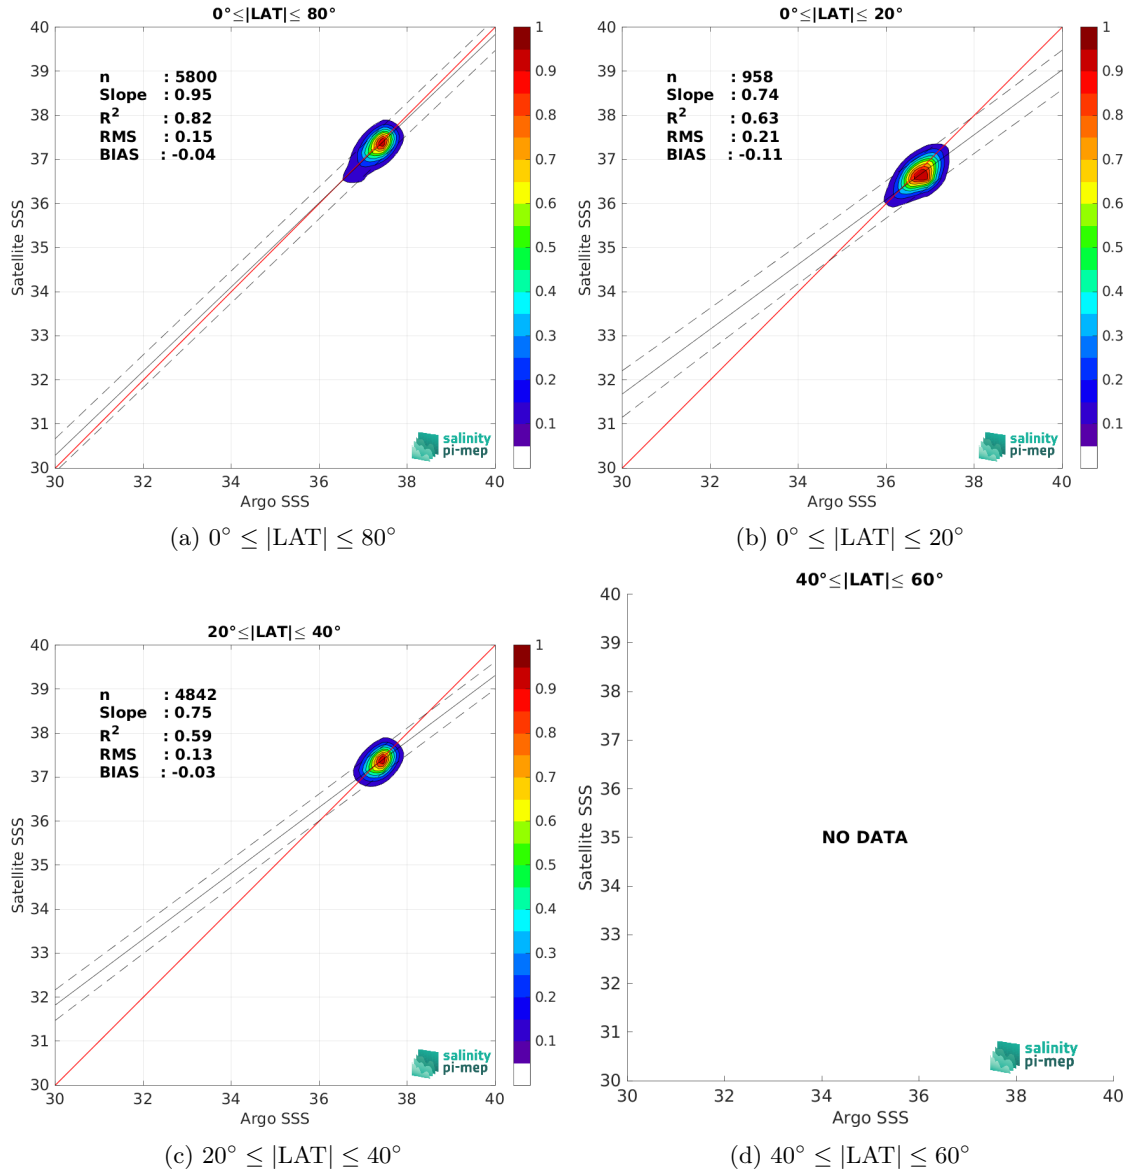 0°≤|LAT|≤ 80°
40
39
38
37
36
35
34
33
32
31
30
Satellite SSS
n : 5800
Slope : 0.95
R² : 0.82
RMS : 0.15
BIAS : -0.04
salinity
pi-mep
30 32 34 36 38 40
Argo SSS
1
0.9
0.8
0.7
0.6
0.5
0.4
0.3
0.2
0.1
(a) 0° ≤ |LAT| ≤ 80°
0°≤|LAT|≤ 20°
40
39
38
37
36
35
34
33
32
31
30
Satellite SSS
n : 958
Slope : 0.74
R² : 0.63
RMS : 0.21
BIAS : -0.11
salinity
pi-mep
30 32 34 36 38 40
Argo SSS
1
0.9
0.8
0.7
0.6
0.5
0.4
0.3
0.2
0.1
(b) 0° ≤ |LAT| ≤ 20°
20°≤|LAT|≤ 40°
40
39
38
37
36
35
34
33
32
31
30
Satellite SSS
n : 4842
Slope : 0.75
R² : 0.59
RMS : 0.13
BIAS : -0.03
salinity
pi-mep
30 32 34 36 38 40
Argo SSS
1
0.9
0.8
0.7
0.6
0.5
0.4
0.3
0.2
0.1
(c) 20° ≤ |LAT| ≤ 40°
40°≤|LAT|≤ 60°
40
39
38
37
36
35
34
33
32
31
30
Satellite SSS
NO DATA
salinity
pi-mep
30 32 34 36 38 40
Argo SSS
(d) 40° ≤ |LAT| ≤ 60°